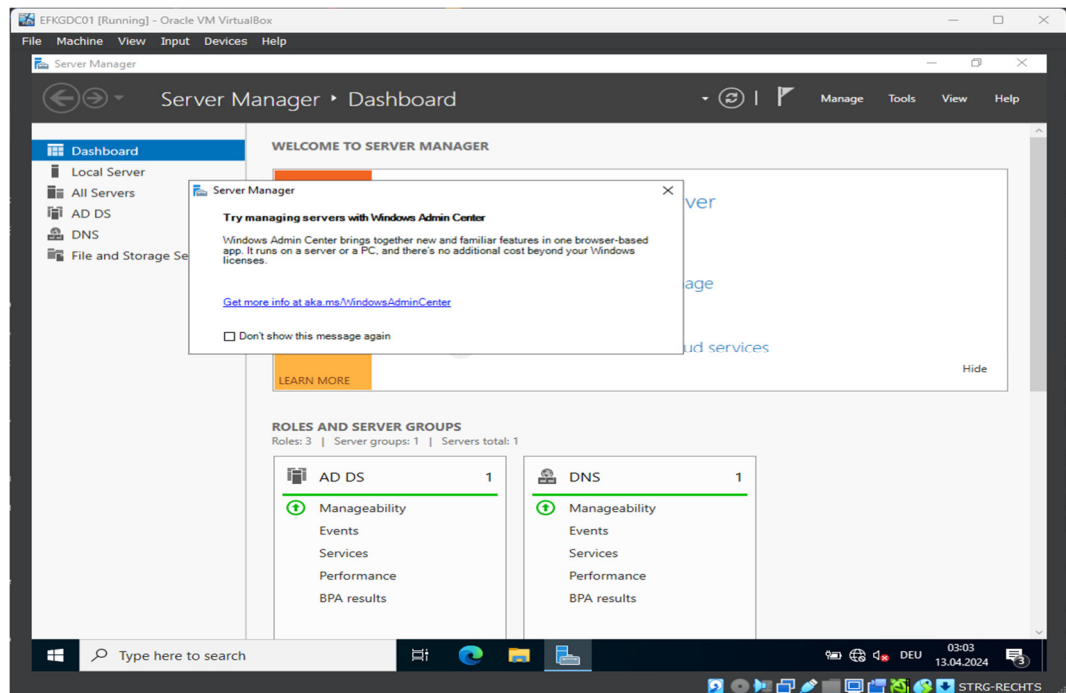 EFKGDC01 [Running] - Oracle VM VirtualBox
File Machine View Input Devices Help
Server Manager
Server Manager Dashboard
Manage Tools View Help
Dashboard
Local Server
All Servers
AD DS
DNS
File and Storage Se
WELCOME TO SERVER MANAGER
ver
age
ud services
Hide
LEARN MORE
Server Manager
Try managing servers with Windows Admin Center
Windows Admin Center brings together new and familiar features in one browser-based
app. It runs on a server or a PC, and there's no additional cost beyond your Windows
licenses.
Get more info at aka.ms/WindowsAdminCenter
Don't show this message again
ROLES AND SERVER GROUPS
Roles: 3 | Server groups: 1 | Servers total: 1
AD DS 1
Manageability
Events
Services
Performance
BPA results
DNS 1
Manageability
Events
Services
Performance
BPA results
Type here to search
DEU
03:03
13.04.2024
3
STRG-RECHTS